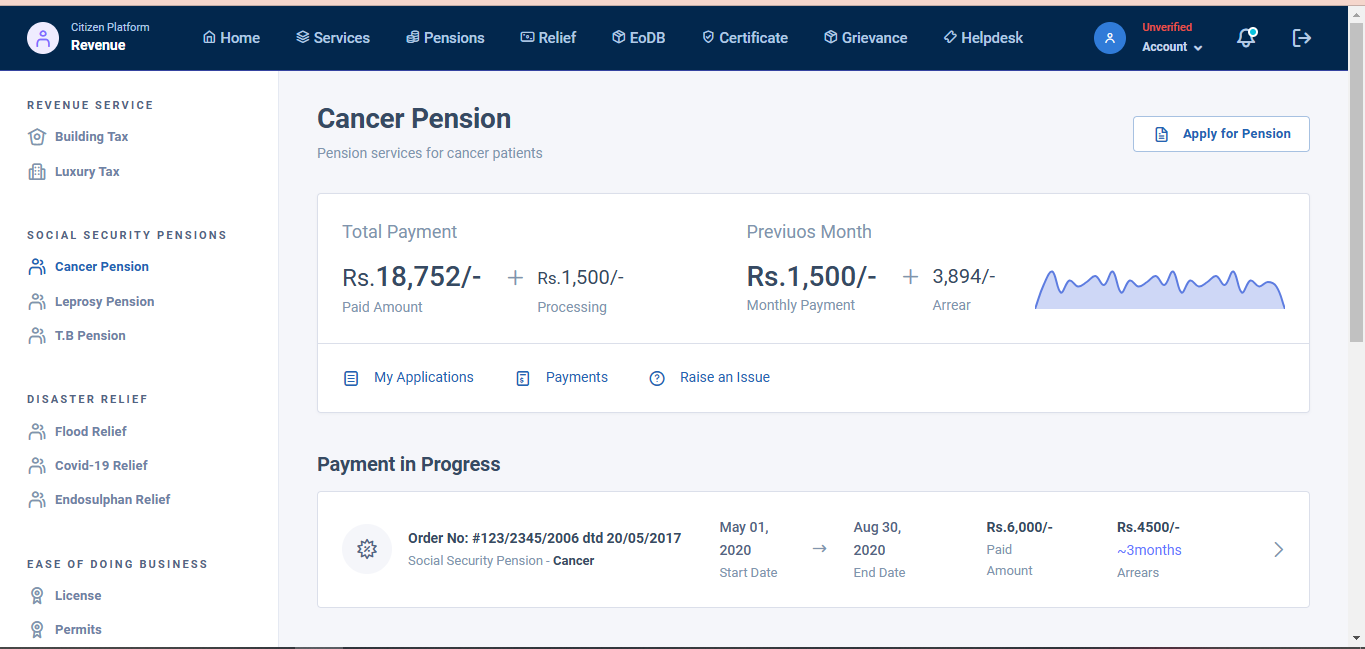 Citizen Platform
Revenue
Home
Services
Pensions
Relief
EoDB
Certificate
Grievance
Helpdesk
Unverified
Account
REVENUE SERVICE
Building Tax
Luxury Tax
SOCIAL SECURITY PENSIONS
Cancer Pension
Leprosy Pension
T.B Pension
DISASTER RELIEF
Flood Relief
Covid-19 Relief
Endosulphan Relief
EASE OF DOING BUSINESS
License
Permits
Cancer Pension
Pension services for cancer patients
Apply for Pension
Total Payment
Rs.18,752/-
Paid Amount
+
Rs.1,500/-
Processing
Previuos Month
Rs.1,500/-
Monthly Payment
+
3,894/-
Arrear
My Applications
Payments
Raise an Issue
Payment in Progress
Order No: #123/2345/2006 dtd 20/05/2017
Social Security Pension - Cancer
May 01,
2020
Start Date
→
Aug 30,
2020
End Date
Rs.6,000/-
Paid
Amount
Rs.4500/-
~3months
Arrears